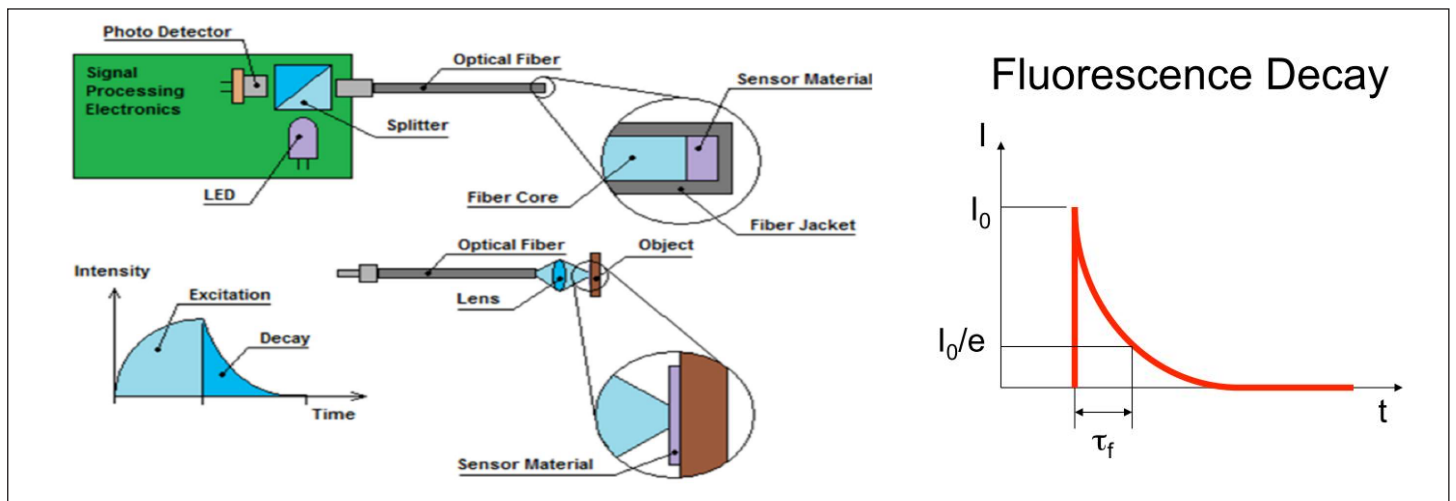 Photo Detector
Signal
Processing
Electronics
Optical Fiber
Sensor Material
Splitter
LED
Fiber Core
Fiber Jacket
Optical Fiber
Object
Lens
Intensity
Excitation
Decay
Time
Sensor Material
Fluorescence Decay
I
I₀
I₀/e
t
τf